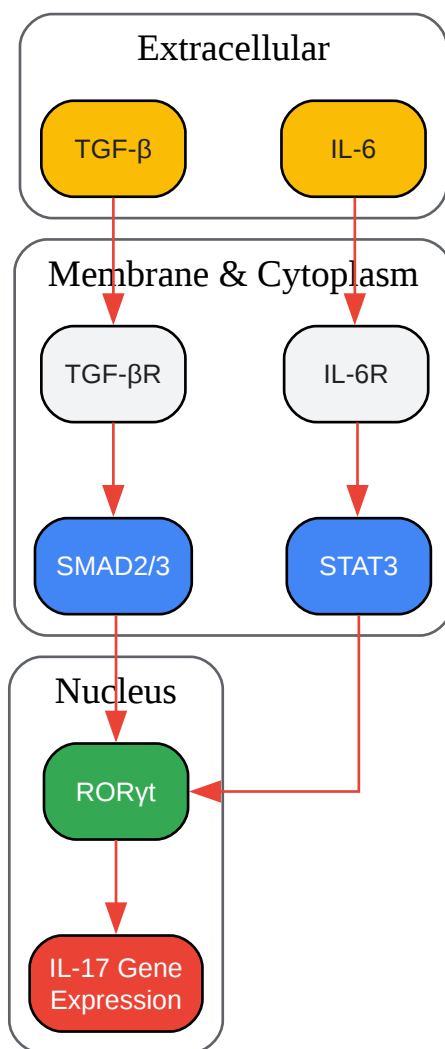 Extracellular
TGF-β
IL-6
Membrane & Cytoplasm
TGF-βR
IL-6R
SMAD2/3
STAT3
Nucleus
RORγt
IL-17 Gene
Expression